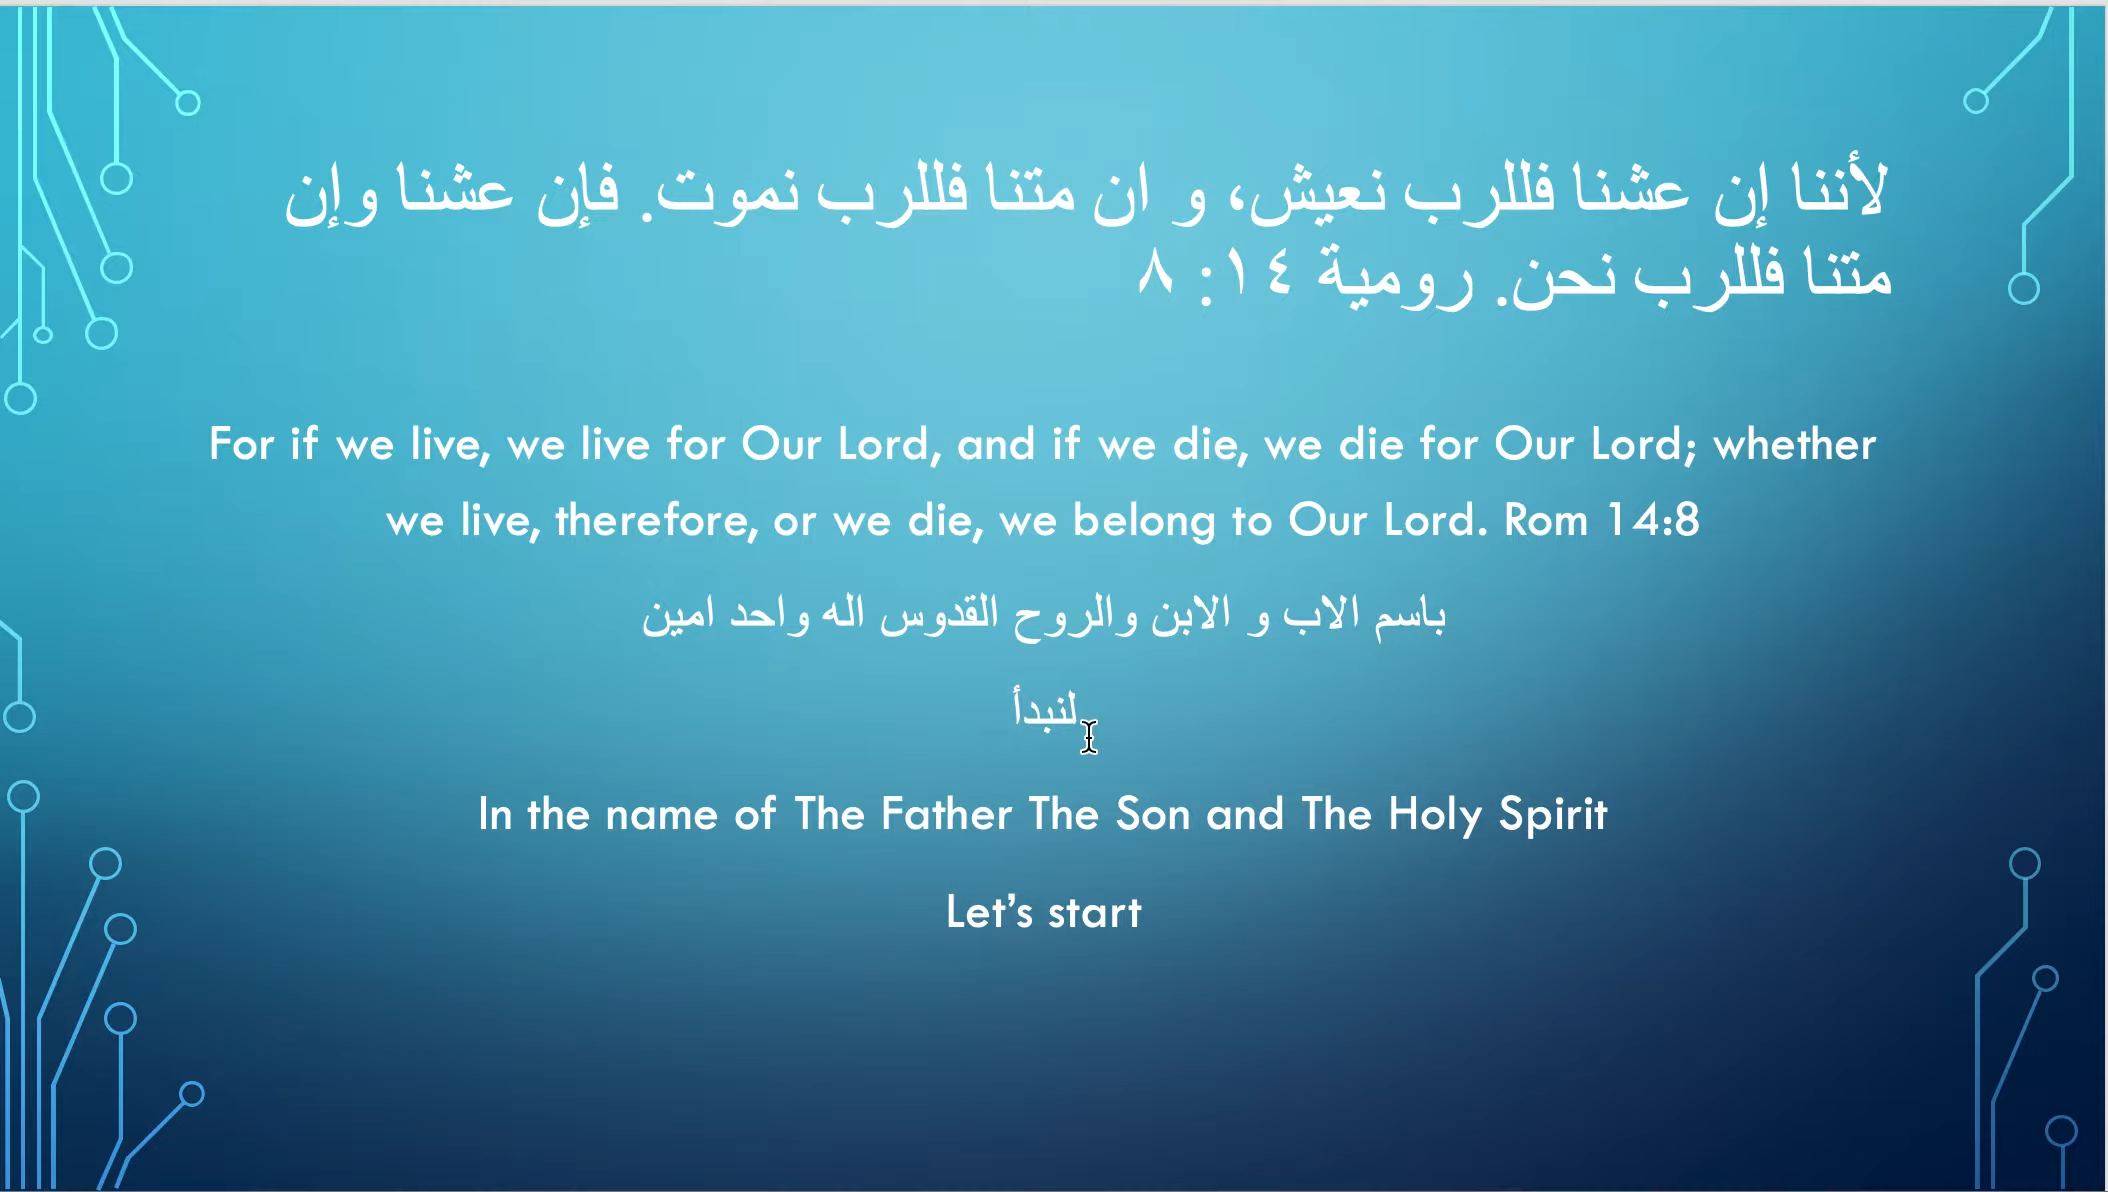 لأننا إن عشنا فللرب نعيش، و ان متنا فللرب نموت. فإن عشنا وإن
متنا فللرب نحن. رومية ١٤: ٨
For if we live, we live for Our Lord, and if we die, we die for Our Lord; whether
we live, therefore, or we die, we belong to Our Lord. Rom 14:8
باسم الاب و الابن والروح القدوس اله واحد امين
لنبدأ
In the name of The Father The Son and The Holy Spirit
Let’s start